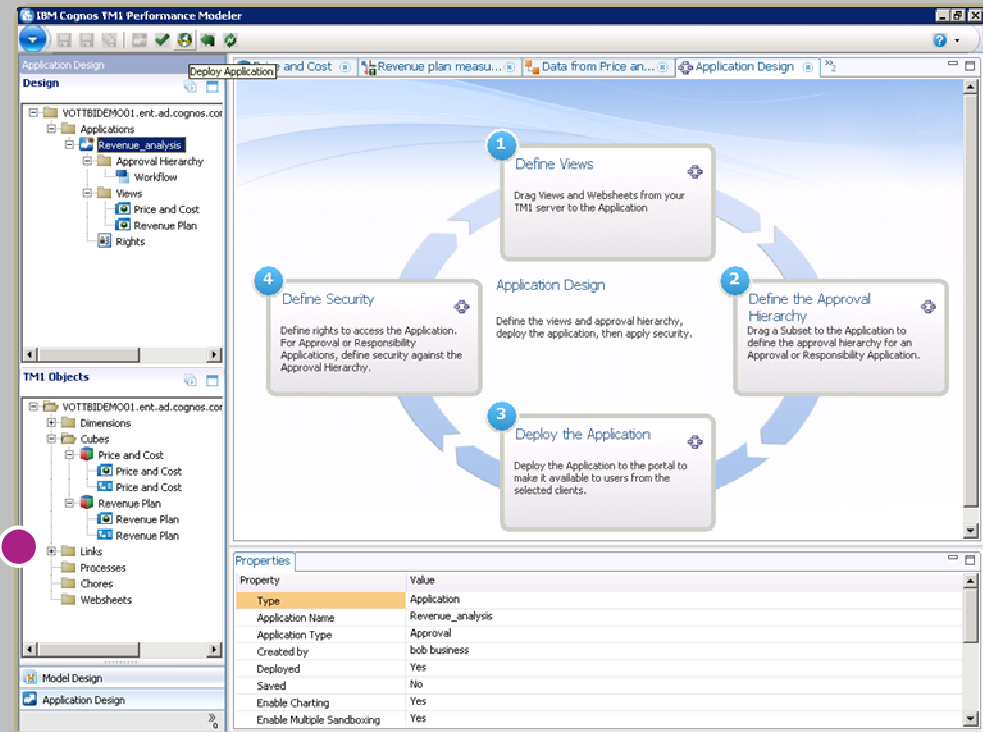 IBM Cognos TM1 Performance Modeler
Application Design
Deploy Application
and Cost
Revenue plan measu...
Data from Price an...
Application Design
2
Design
VOTTBIDEMO01.ent.ad.cognos.cor
Applications
Revenue_analysis
Approval Hierarchy
Workflow
Views
Price and Cost
Revenue Plan
Rights
TM1 Objects
VOTTBIDEMO01.ent.ad.cognos.cor
Dimensions
Cubes
Price and Cost
Price and Cost
Price and Cost
Revenue Plan
Revenue Plan
Revenue Plan
Links
Processes
Chores
Websheets
Model Design
Application Design
1
Define Views
Drag Views and Websheets from your
TM1 server to the Application
4
Define Security
Define rights to access the Application.
For Approval or Responsibility
Applications, define security against the
Approval Hierarchy.
Application Design
Define the views and approval hierarchy,
deploy the application, then apply security.
2
Define the Approval
Hierarchy
Drag a Subset to the Application to
define the approval hierarchy for an
Approval or Responsibility Application.
3
Deploy the Application
Deploy the Application to the portal to
make it available to users from the
selected clients.
Properties
Property Value
Type Application
Application Name Revenue_analysis
Application Type Approval
Created by bob business
Deployed Yes
Saved No
Enable Charting Yes
Enable Multiple Sandboxing Yes